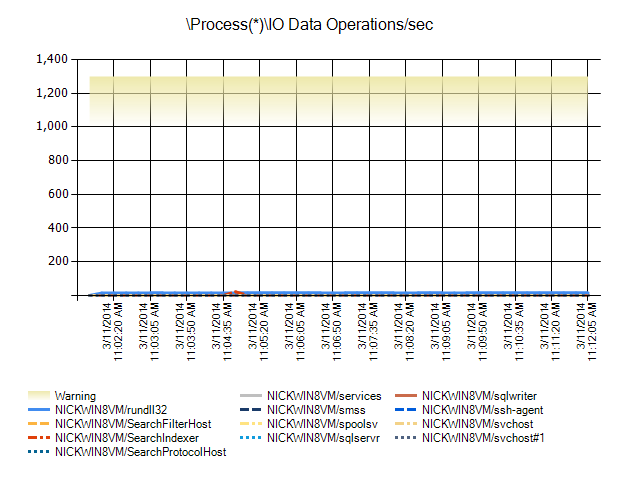 \Process(*)\IO Data Operations/sec
1,400
1,200
1,000
800
600
400
200
3/11/2014 11:02:20 AM
3/11/2014 11:03:05 AM
3/11/2014 11:03:50 AM
3/11/2014 11:04:35 AM
3/11/2014 11:05:20 AM
3/11/2014 11:06:05 AM
3/11/2014 11:06:50 AM
3/11/2014 11:07:35 AM
3/11/2014 11:08:20 AM
3/11/2014 11:09:05 AM
3/11/2014 11:09:50 AM
3/11/2014 11:10:35 AM
3/11/2014 11:11:20 AM
3/11/2014 11:12:05 AM
Warning NICKWIN8VM/services NICKWIN8VM/sqlwriter
NICKWIN8VM/rundll32 NICKWIN8VM/smss NICKWIN8VM/ssh-agent
NICKWIN8VM/SearchFilterHost NICKWIN8VM/spoolsv NICKWIN8VM/svchost
NICKWIN8VM/SearchIndexer NICKWIN8VM/sqlservr NICKWIN8VM/svchost#1
NICKWIN8VM/SearchProtocolHost